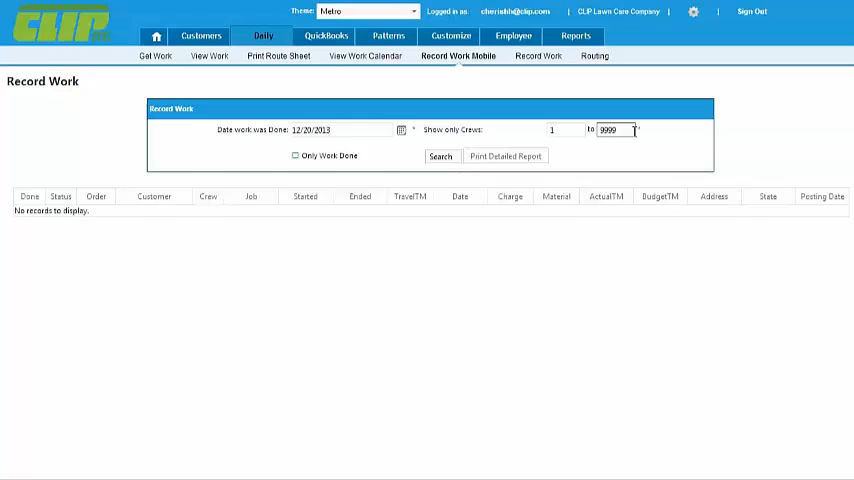 Theme: Metro Logged in as cherishh@clip.com | CLIP Lawn Care Company | Sign Out
CLIP
Customers Daily QuickBooks Patterns Customize Employee Reports
Get Work View Work Print Route Sheet View Work Calendar Record Work Mobile Record Work Routing
Record Work
Record Work
Date work was Done: 12/20/2013 * Show only Crews: 1 to 9999
Only Work Done Search Print Detailed Report
Done Status Order Customer Crew Job Started Ended TravelTM Date Charge Material ActualTM BudgetTM Address State Posting Date
No records to display.